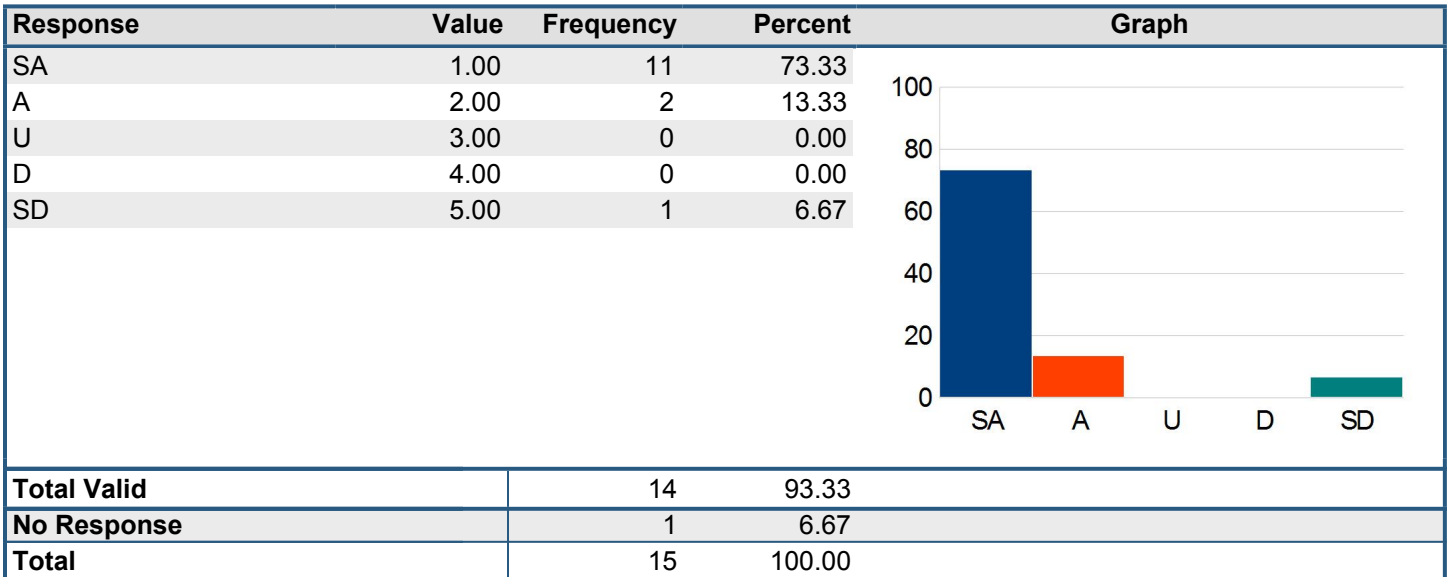 Response Value Frequency Percent Graph
SA 1.00 11 73.33
A 2.00 2 13.33
U 3.00 0 0.00
D 4.00 0 0.00
SD 5.00 1 6.67
100
80
60
40
20
0
SA A U D SD
Total Valid 14 93.33
No Response 1 6.67
Total 15 100.00